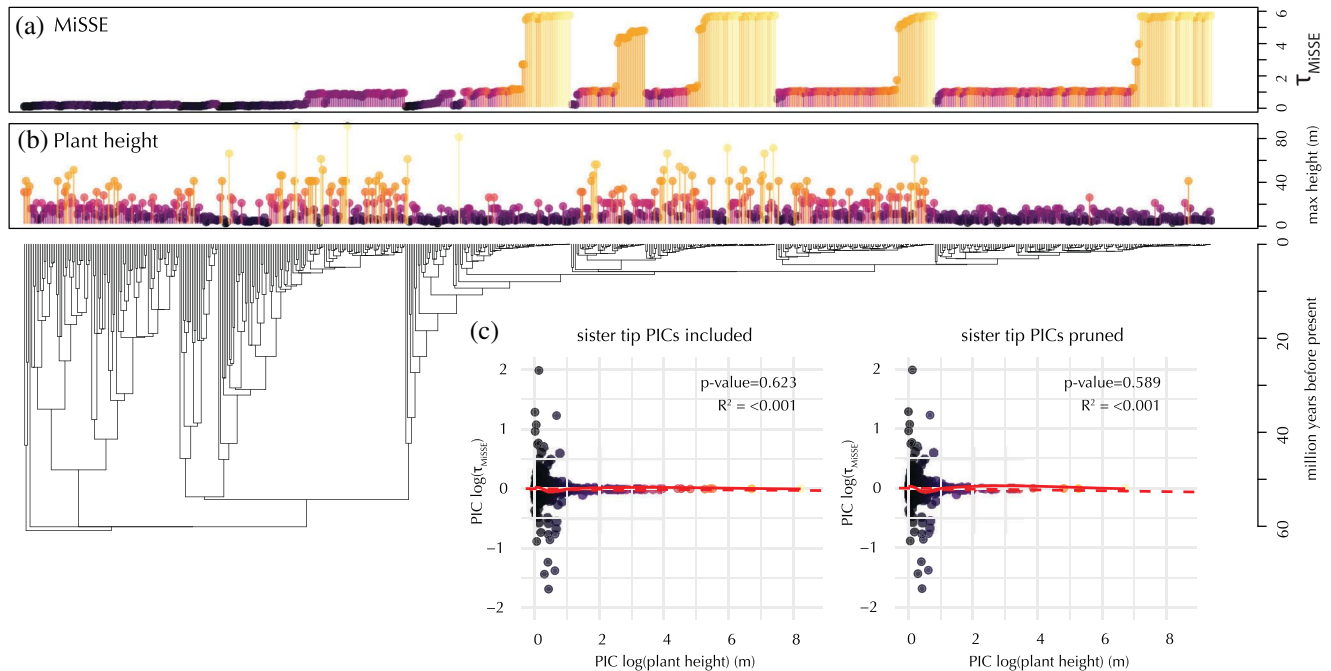 (a) MiSSE
6
4
2
0
τMiSSE
(b) Plant height
80
40
0
max height (m)
0
20
40
60
million years before present
(c)
sister tip PICs included
p-value=0.623
R² = <0.001
2
1
0
−1
−2
PIC log(τMiSSE)
0 2 4 6 8
PIC log(plant height) (m)
sister tip PICs pruned
p-value=0.589
R² = <0.001
2
1
0
−1
−2
PIC log(τMiSSE)
0 2 4 6 8
PIC log(plant height) (m)